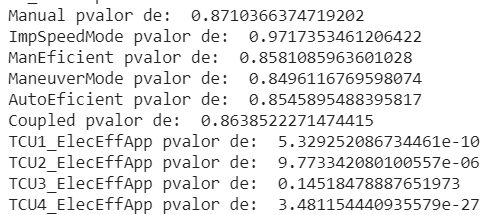 Manual pvalor de:  0.8710366374719202
ImpSpeedMode pvalor de:  0.9717353461206422
ManEficient pvalor de:  0.8581085963601028
ManeuverMode pvalor de:  0.8496116769598074
AutoEficient pvalor de:  0.8545895488395817
Coupled pvalor de:  0.8638522271474415
TCU1_ElecEffApp pvalor de:  5.329252086734461e-10
TCU2_ElecEffApp pvalor de:  9.773342080100557e-06
TCU3_ElecEffApp pvalor de:  0.14518478887651973
TCU4_ElecEffApp pvalor de:  3.481154440935579e-27